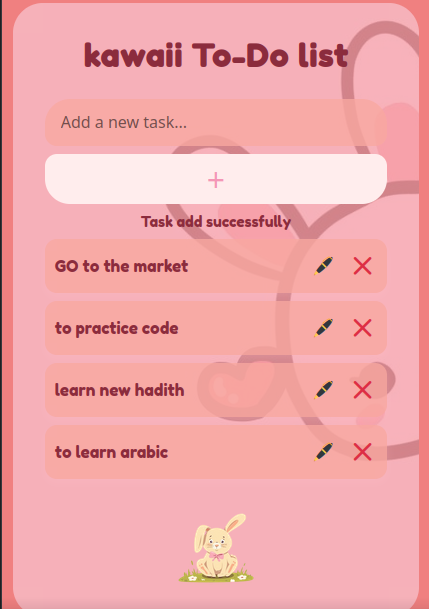 kawaii To-Do list
Add a new task...
+
Task add successfully
GO to the market
to practice code
learn new hadith
to learn arabic